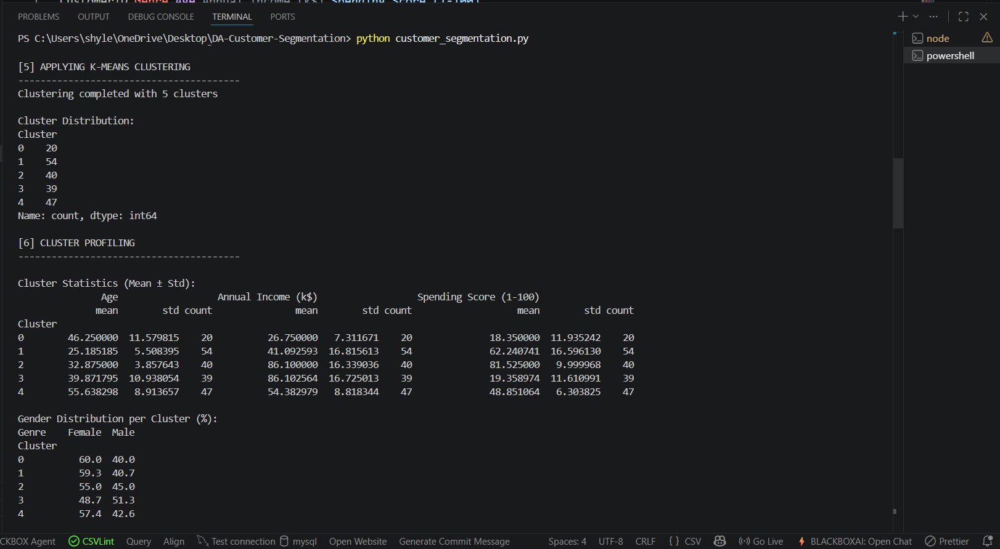 CustomerID Genre Age Annual Income (k$) Spending Score (1-100)
PROBLEMS OUTPUT DEBUG CONSOLE TERMINAL PORTS
PS C:\Users\shyle\OneDrive\Desktop\DA-Customer-Segmentation> python customer_segmentation.py
node
powershell
[5] APPLYING K-MEANS CLUSTERING
----------------------------------------
Clustering completed with 5 clusters
Cluster Distribution:
Cluster
0 20
1 54
2 40
3 39
4 47
Name: count, dtype: int64
[6] CLUSTER PROFILING
----------------------------------------
Cluster Statistics (Mean ± Std):
Age Annual Income (k$) Spending Score (1-100)
mean std count mean std count mean std count
Cluster
0 46.250000 11.579815 20 26.750000 7.311671 20 18.350000 11.935242 20
1 25.185185 5.508395 54 41.092593 16.815613 54 62.240741 16.596130 54
2 32.875000 3.857643 40 86.100000 16.339036 40 81.525000 9.999968 40
3 39.871795 10.938054 39 86.102564 16.725013 39 19.358974 11.610991 39
4 55.638298 8.913657 47 54.382979 8.818344 47 48.851064 6.303825 47
Gender Distribution per Cluster (%):
Genre Female Male
Cluster
0 60.0 40.0
1 59.3 40.7
2 55.0 45.0
3 48.7 51.3
4 57.4 42.6
CKBOX Agent CSVLint Query Align Test connection mysql Open Website Generate Commit Message Spaces: 4 UTF-8 CRLF {} CSV Go Live BLACKBOXAI: Open Chat Prettier